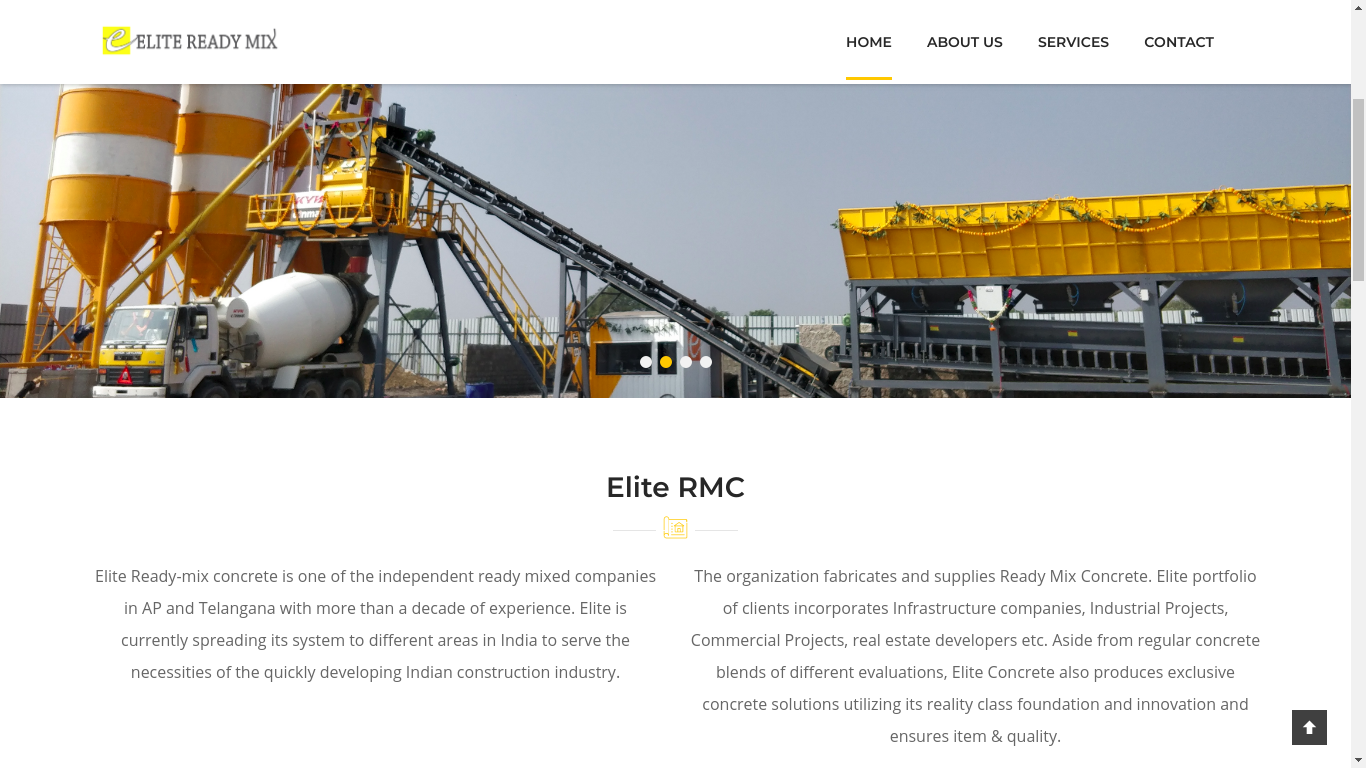 ELITE READY MIX
HOME ABOUT US SERVICES CONTACT
Elite RMC
Elite Ready-mix concrete is one of the independent ready mixed companies
in AP and Telangana with more than a decade of experience. Elite is
currently spreading its system to different areas in India to serve the
necessities of the quickly developing Indian construction industry.
The organization fabricates and supplies Ready Mix Concrete. Elite portfolio
of clients incorporates Infrastructure companies, Industrial Projects,
Commercial Projects, real estate developers etc. Aside from regular concrete
blends of different evaluations, Elite Concrete also produces exclusive
concrete solutions utilizing its reality class foundation and innovation and
ensures item & quality.